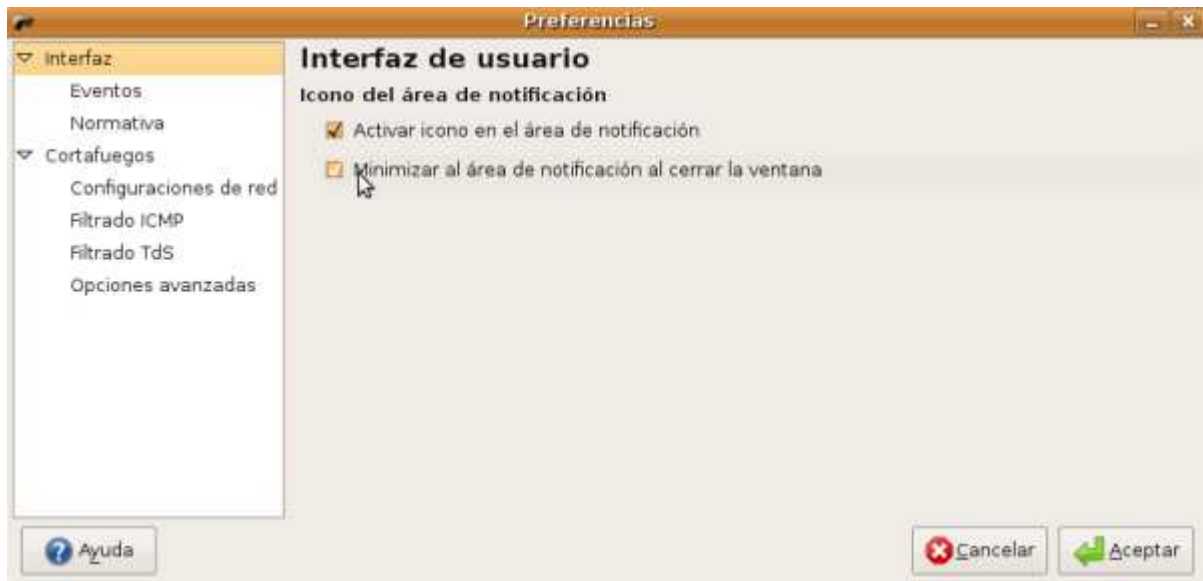 Preferencias
Interfaz
Eventos
Normativa
Cortafuegos
Configuraciones de red
Filtrado ICMP
Filtrado TdS
Opciones avanzadas
Interfaz de usuario
Icono del área de notificación
Activar icono en el área de notificación
Minimizar al área de notificación al cerrar la ventana
Ayuda
Cancelar
Aceptar